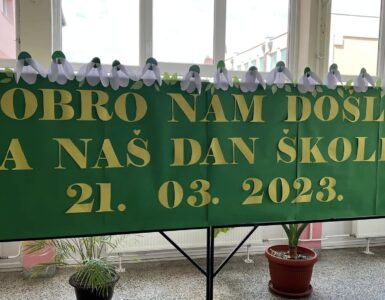 OBRO NAM DOŠL
A NAŠ DAN ŠKOL
21. 03. 2023.